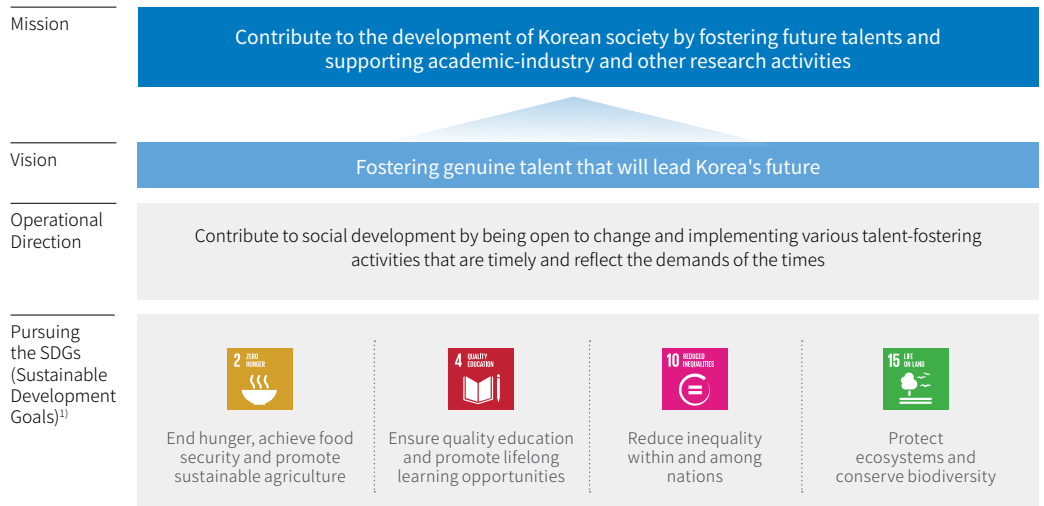 Mission
Contribute to the development of Korean society by fostering future talents and
supporting academic-industry and other research activities
Vision
Fostering genuine talent that will lead Korea's future
Operational
Direction
Contribute to social development by being open to change and implementing various talent-fostering
activities that are timely and reflect the demands of the times
Pursuing
the SDGs
(Sustainable
Development
Goals)1)
2 ZERO
HUNGER
End hunger, achieve food
security and promote
sustainable agriculture
4 QUALITY
EDUCATION
Ensure quality education
and promote lifelong
learning opportunities
10 REDUCED
INEQUALITIES
Reduce inequality
within and among
nations
15 LIFE
ON LAND
Protect
ecosystems and
conserve biodiversity